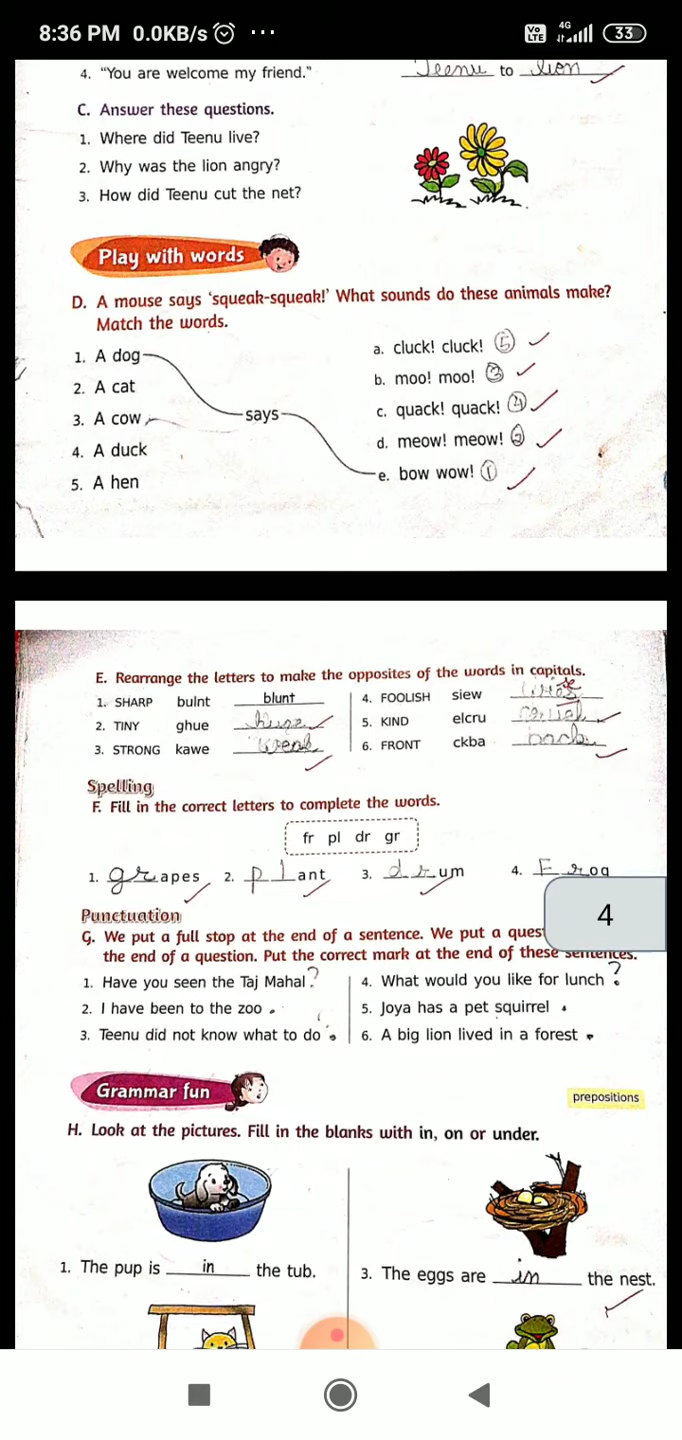 8:36 PM 0.0KB/s ... Vo LTE 4G 33
4. “You are welcome my friend.” Teenu to lion
C. Answer these questions.
1. Where did Teenu live?
2. Why was the lion angry?
3. How did Teenu cut the net?
Play with words
D. A mouse says ‘squeak-squeak!’ What sounds do these animals make?
Match the words.
1. A dog
2. A cat
3. A cow
4. A duck
5. A hen
says
a. cluck! cluck! 5
b. moo! moo! 3
c. quack! quack! 4
d. meow! meow! 2
e. bow wow! 1
E. Rearrange the letters to make the opposites of the words in capitals.
1. SHARP bulnt blunt
2. TINY ghue huge
3. STRONG kawe weak
4. FOOLISH siew
5. KIND elcru
6. FRONT ckba back
Spelling
F. Fill in the correct letters to complete the words.
fr pl dr gr
1. grapes 2. plant 3. drum 4. Frog
4
Punctuation
G. We put a full stop at the end of a sentence. We put a ques
the end of a question. Put the correct mark at the end of these sentences.
1. Have you seen the Taj Mahal?
2. I have been to the zoo.
3. Teenu did not know what to do.
4. What would you like for lunch?
5. Joya has a pet squirrel.
6. A big lion lived in a forest.
Grammar fun
prepositions
H. Look at the pictures. Fill in the blanks with in, on or under.
1. The pup is in the tub.
3. The eggs are in the nest.